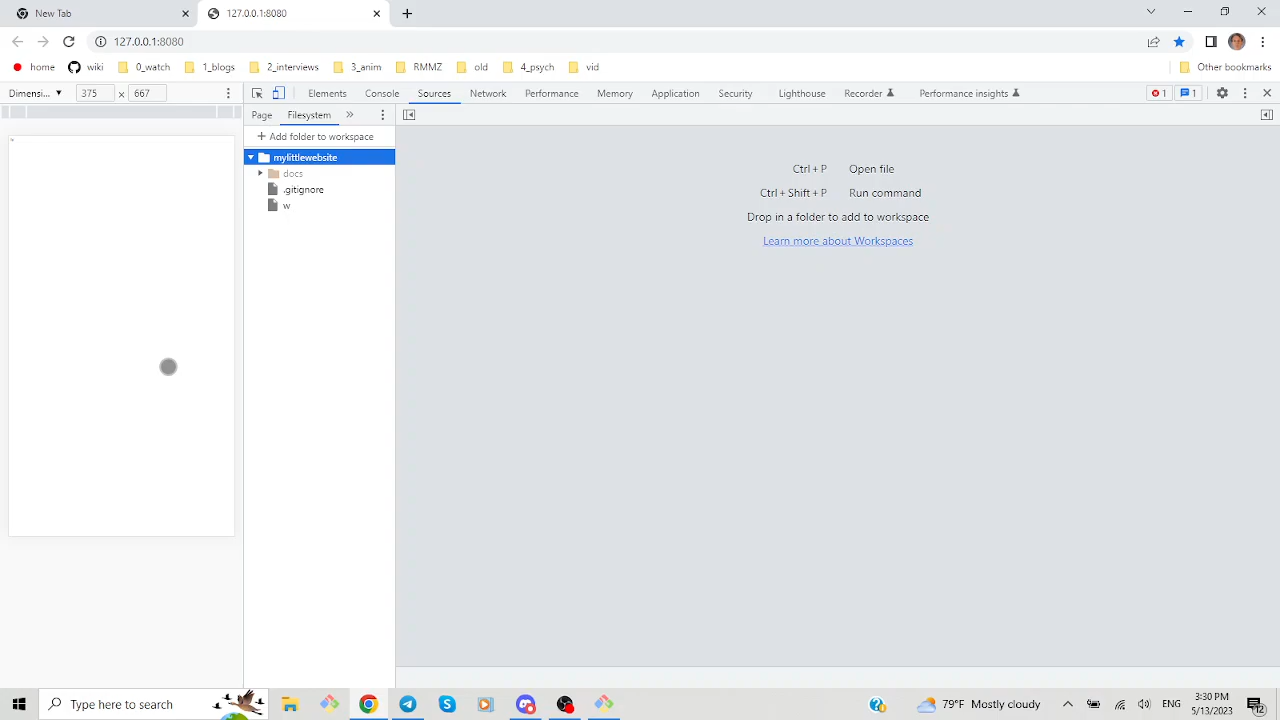 New Tab
127.0.0.1:8080
127.0.0.1:8080
home wiki 0_watch 1_blogs 2_interviews 3_anim RMMZ old 4_psych vid Other bookmarks
Dimensi... 375 x 667 Elements Console Sources Network Performance Memory Application Security Lighthouse Recorder Performance insights 1 1
Page Filesystem
Add folder to workspace
mylittlewebsite
docs
.gitignore
w
Ctrl + P Open file
Ctrl + Shift + P Run command
Drop in a folder to add to workspace
Learn more about Workspaces
Type here to search
79°F Mostly cloudy
ENG
3:30 PM
5/13/2023
12